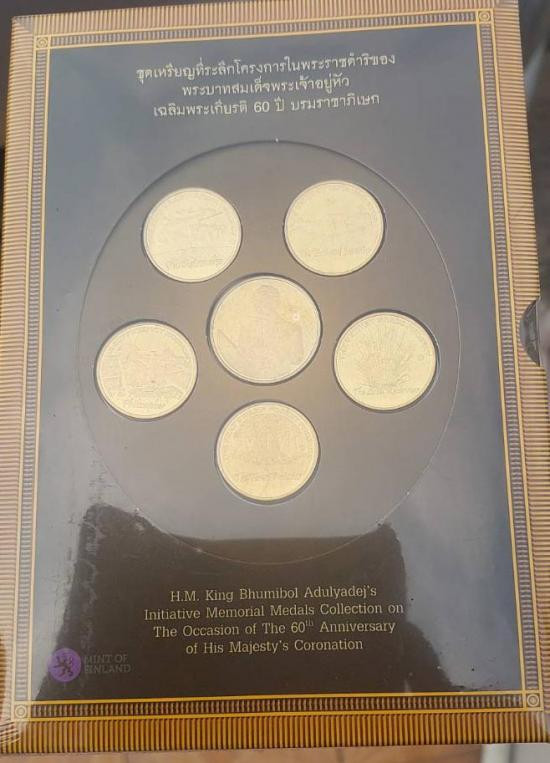 ชุดเหรียญที่ระลึกโครงการในพระราชดำริของ
พระบาทสมเด็จพระเจ้าอยู่หัว
เฉลิมพระเกียรติ 60 ปี บรมราชาภิเษก
H.M. King Bhumibol Adulyadej's
Initiative Memorial Medals Collection on
The Occasion of The 60th Anniversary
of His Majesty's Coronation
MINT OF
FINLAND